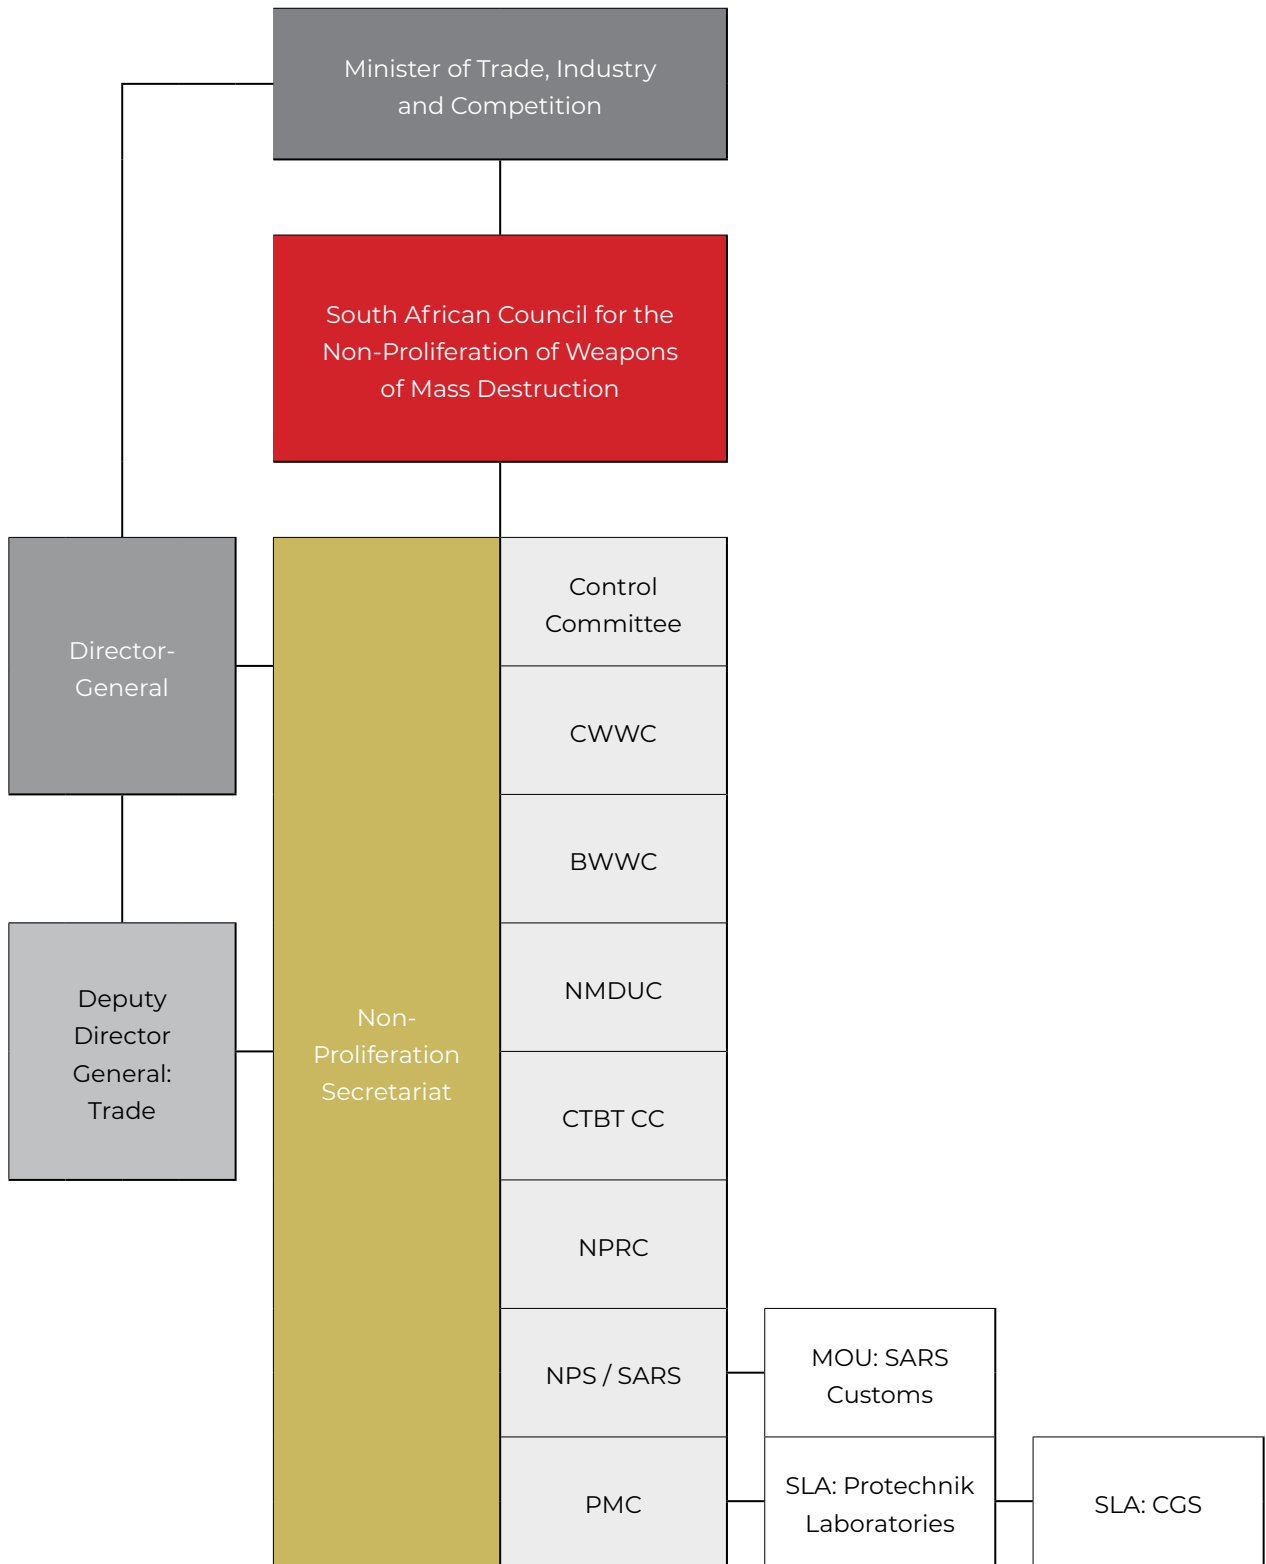 Minister of Trade, Industry
and Competition
South African Council for the
Non-Proliferation of Weapons
of Mass Destruction
Director-
General
Deputy
Director
General:
Trade
Non-
Proliferation
Secretariat
Control
Committee
CWWC
BWWC
NMDUC
CTBT CC
NPRC
NPS / SARS
MOU: SARS
Customs
PMC
SLA: Protechnik
Laboratories
SLA: CGS